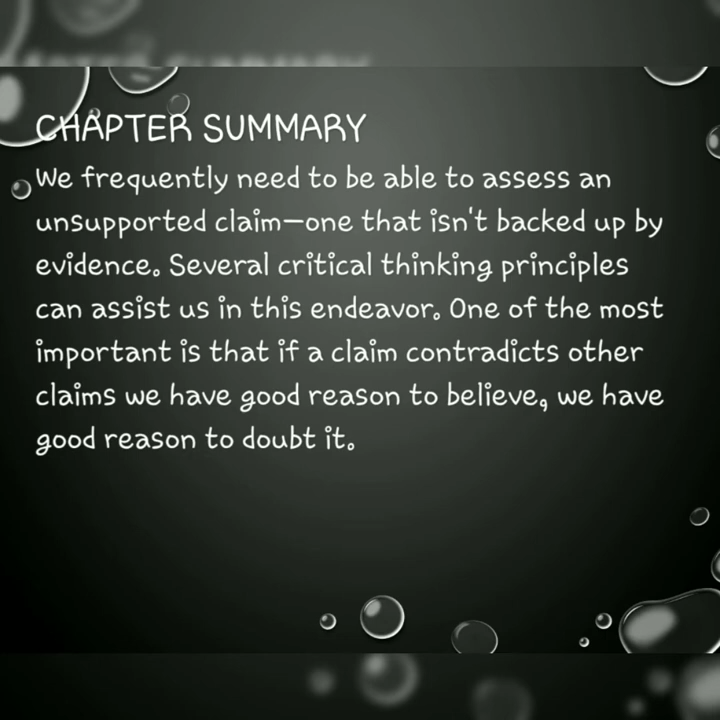 CHAPTER SUMMARY
We frequently need to be able to assess an
unsupported claim—one that isn't backed up by
evidence. Several critical thinking principles
can assist us in this endeavor. One of the most
important is that if a claim contradicts other
claims we have good reason to believe, we have
good reason to doubt it.